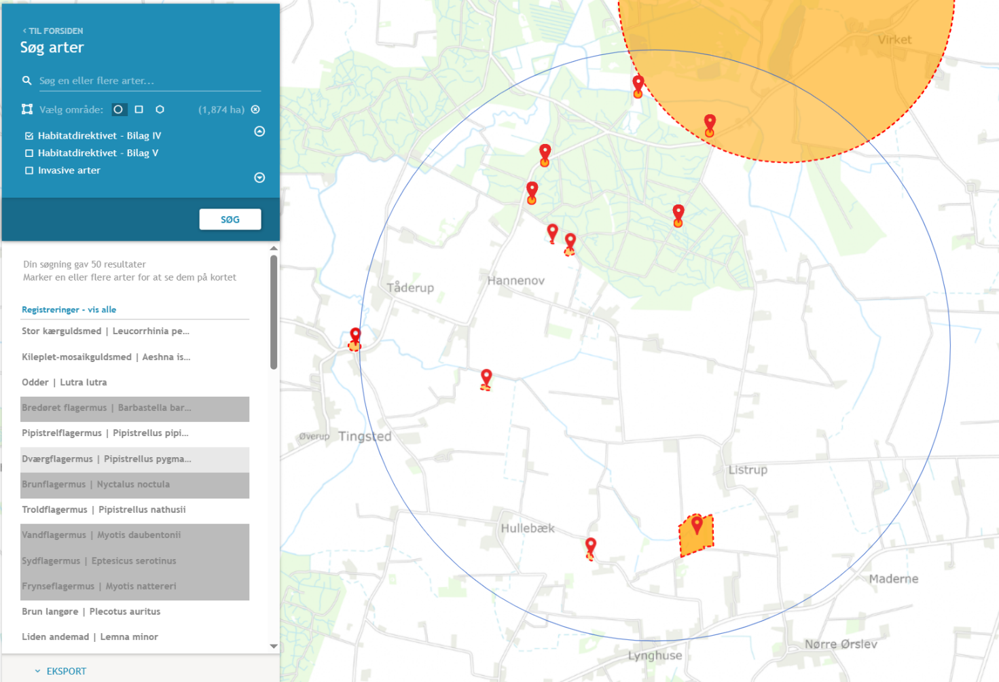 ‹ TIL FORSIDEN
Søg arter
Søg en eller flere arter...
Vælg område:
(1,874 ha)
Habitatdirektivet - Bilag IV
Habitatdirektivet - Bilag V
Invasive arter
SØG
Din søgning gav 50 resultater
Marker en eller flere arter for at se dem på kortet
Registreringer - vis alle
Stor kærguldsmed | Leucorrhinia pe...
Kileplet-mosaikguldsmed | Aeshna is...
Odder | Lutra lutra
Bredøret flagermus | Barbastella bar...
Pipistrelflagermus | Pipistrellus pipi...
Dværgflagermus | Pipistrellus pygma...
Brunflagermus | Nyctalus noctula
Troldflagermus | Pipistrellus nathusii
Vandflagermus | Myotis daubentonii
Sydflagermus | Eptesicus serotinus
Frynseflagermus | Myotis nattereri
Brun langøre | Plecotus auritus
Liden andemad | Lemna minor
EKSPORT
Virket
Hannenov
Tåderup
Øverup
Tingsted
Listrup
Hullebæk
Maderne
Nørre Ørslev
Lynghuse